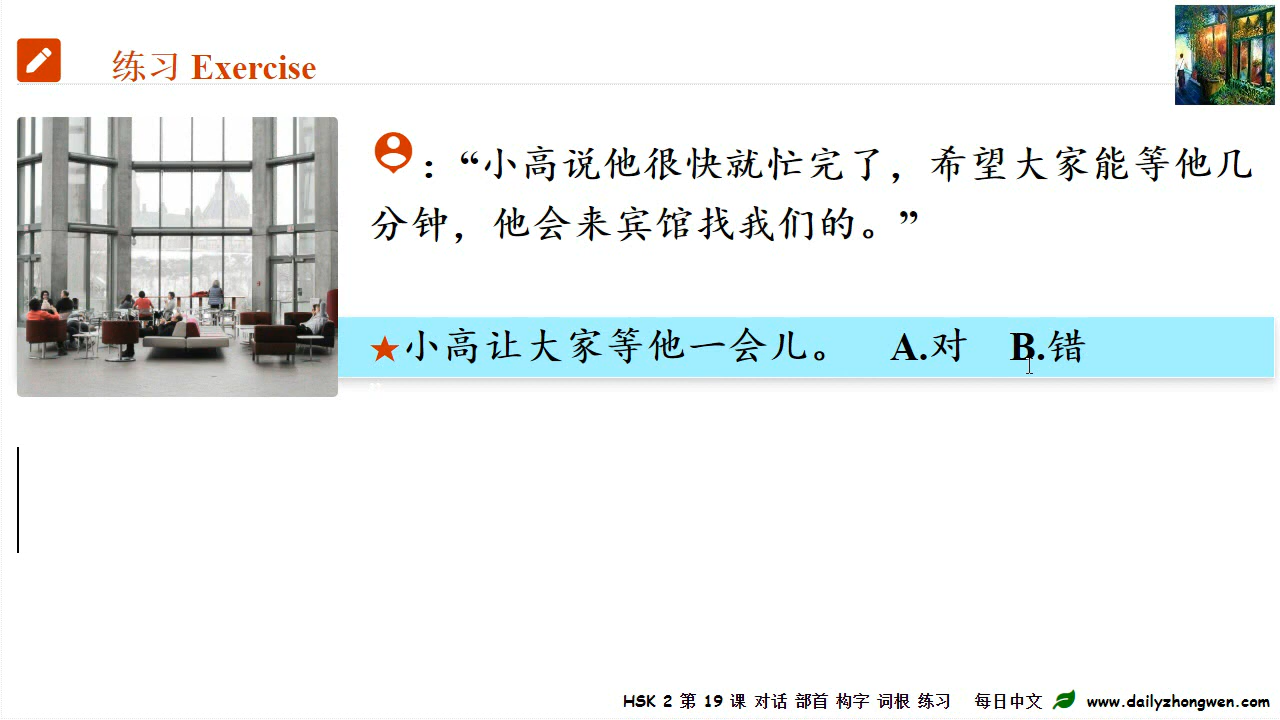 练习 Exercise
：“小高说他很快就忙完了，希望大家能等他几
分钟，他会来宾馆找我们的。”
★小高让大家等他一会儿。 A.对 B.错
HSK 2 第 19 课 对话 部首 构字 词根 练习 每日中文 www.dailyzhongwen.com